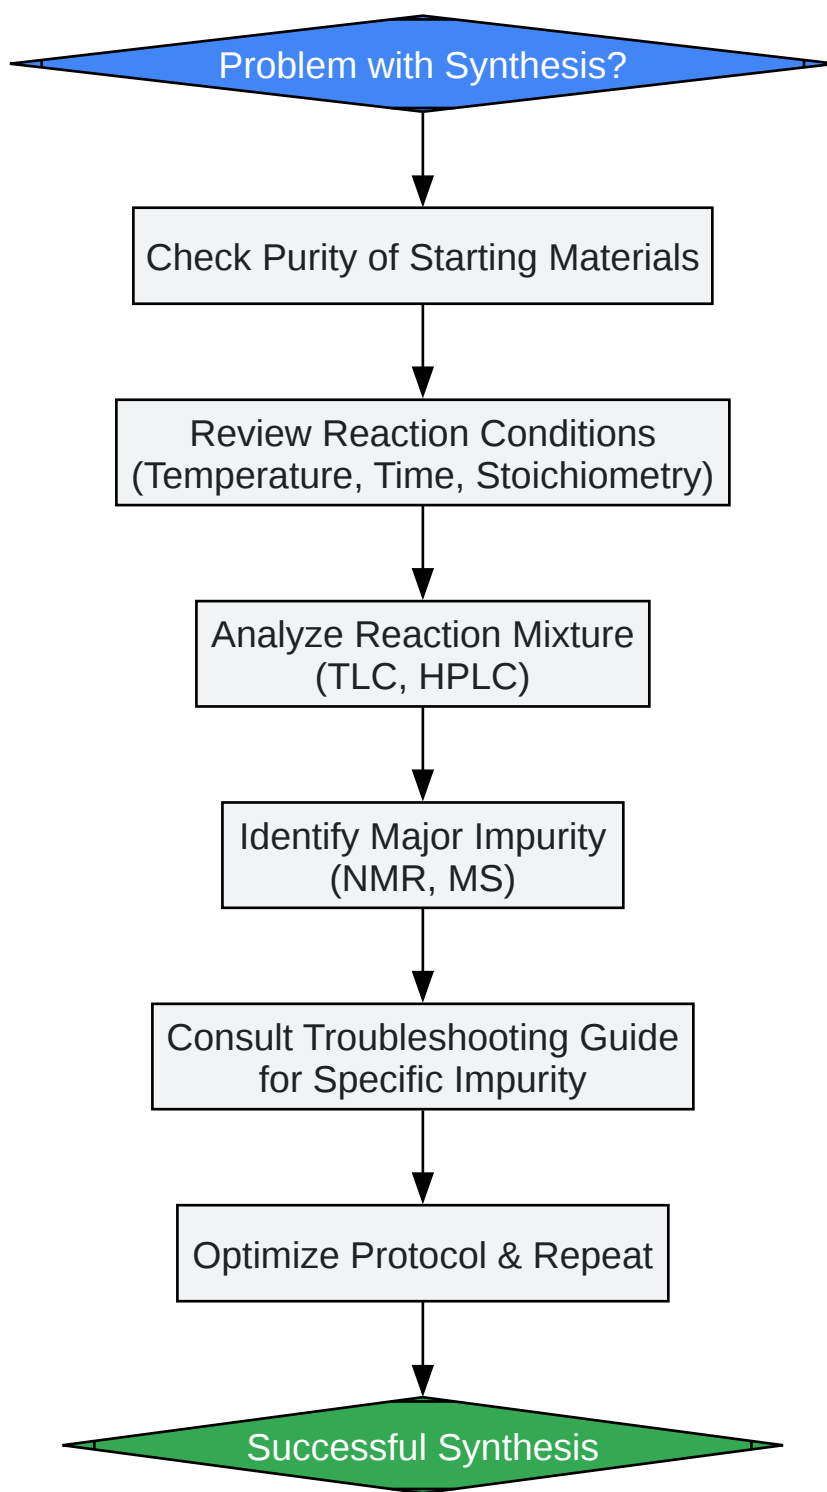 Problem with Synthesis?
Check Purity of Starting Materials
Review Reaction Conditions
(Temperature, Time, Stoichiometry)
Analyze Reaction Mixture
(TLC, HPLC)
Identify Major Impurity
(NMR, MS)
Consult Troubleshooting Guide
for Specific Impurity
Optimize Protocol & Repeat
Successful Synthesis